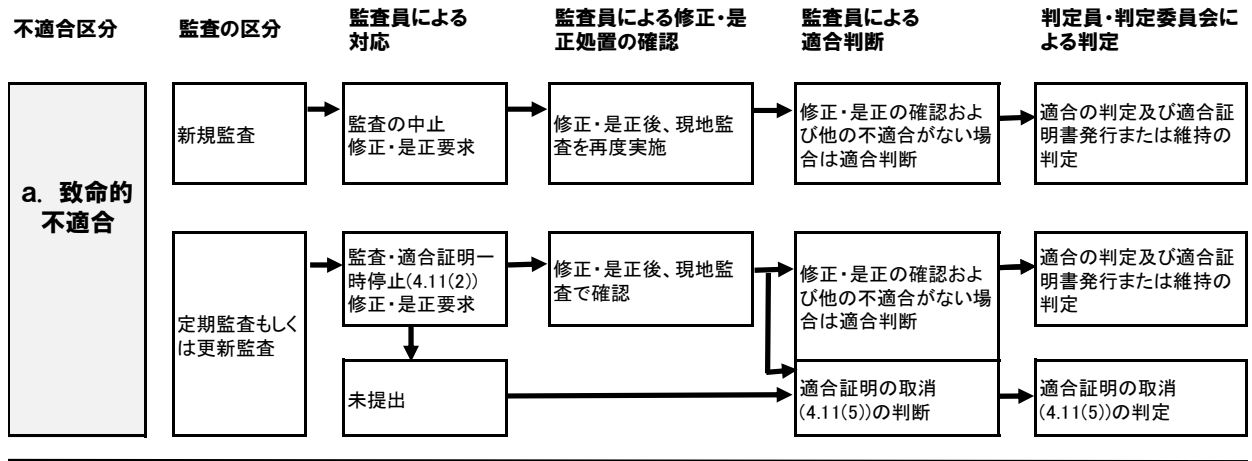 不適合区分
監査の区分
監査員による
対応
監査員による修正・是
正処置の確認
監査員による
適合判断
判定員・判定委員会に
よる判定
a. 致命的
不適合
新規監査
監査の中止
修正・是正要求
修正・是正後、現地監
査を再度実施
修正・是正の確認およ
び他の不適合がない場
合は適合判断
適合の判定及び適合証
明書発行または維持の
判定
定期監査もしく
は更新監査
監査・適合証明一
時停止(4.11(2))
修正・是正要求
修正・是正後、現地監
査で確認
修正・是正の確認およ
び他の不適合がない場
合は適合判断
適合の判定及び適合証
明書発行または維持の
判定
未提出
適合証明の取消
(4.11(5))の判断
適合証明の取消
(4.11(5))の判定